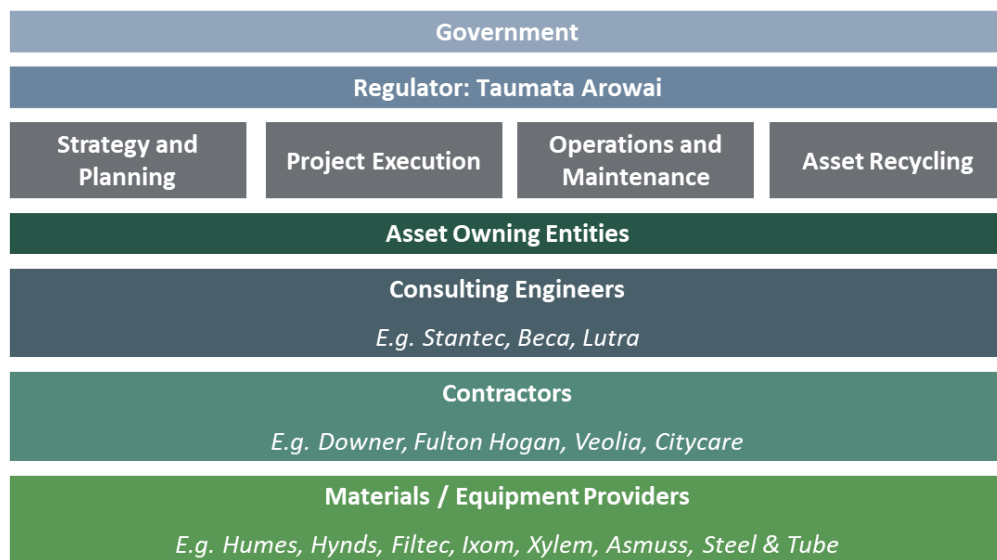 Government
Regulator: Taumata Arowai
Strategy and
Planning
Project Execution
Operations and
Maintenance
Asset Recycling
Asset Owning Entities
Consulting Engineers
E.g. Stantec, Beca, Lutra
Contractors
E.g. Downer, Fulton Hogan, Veolia, Citycare
Materials / Equipment Providers
E.g. Humes, Hynds, Filtec, Ixom, Xylem, Asmuss, Steel & Tube